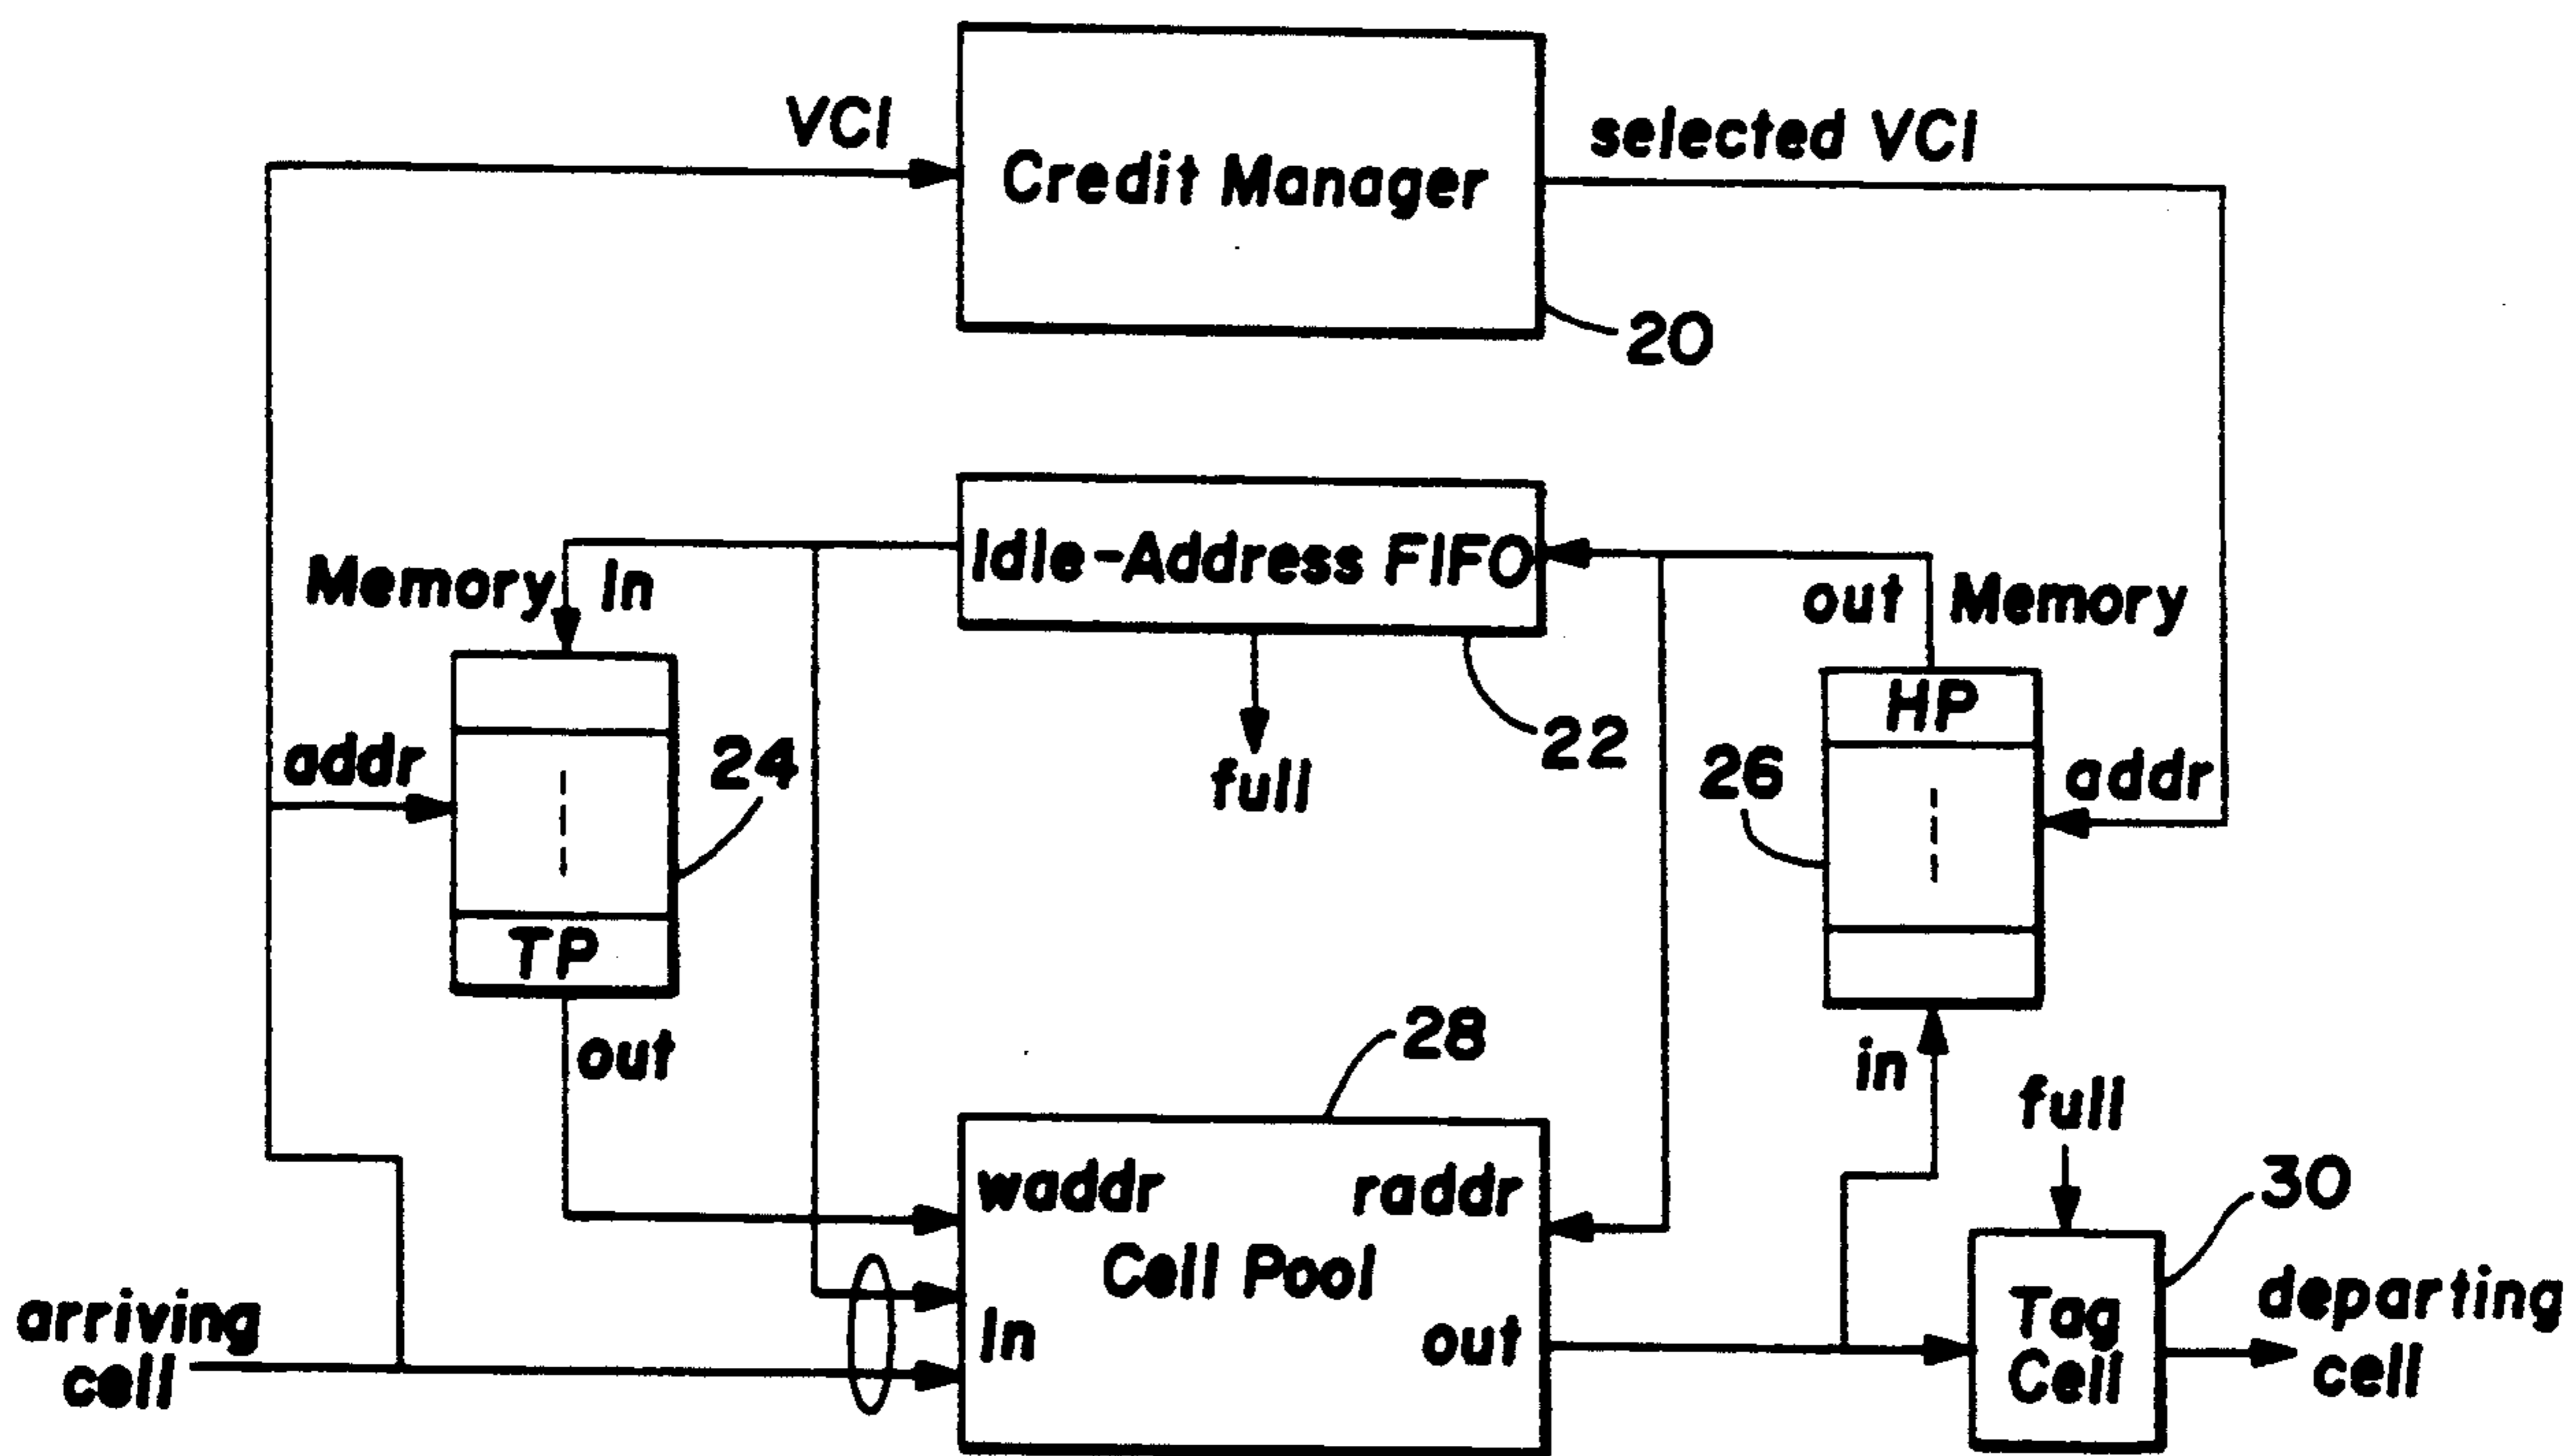 VCI
Credit Manager
selected VCI
20
Idle-Address FIFO
Memory In
out Memory
full
22
HP
addr
24
26
addr
TP
out
28
in
full
waddr
raddr
30
Cell Pool
arriving
cell
In
out
Tag
Cell
departing
cell